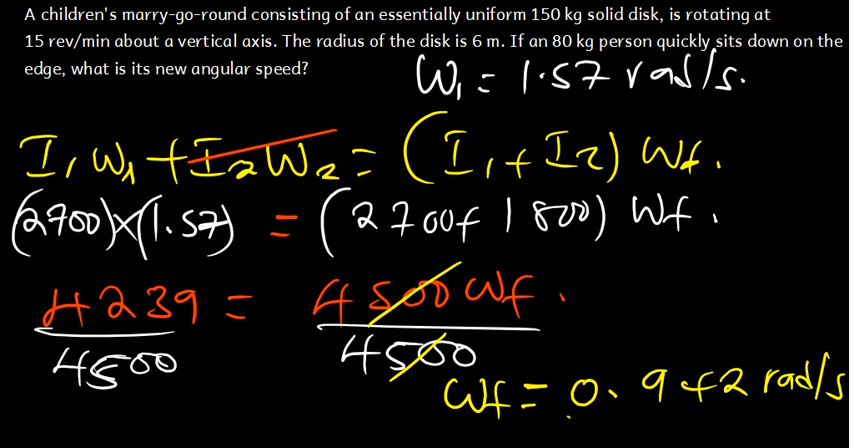 A children's marry-go-round consisting of an essentially uniform 150 kg solid disk, is rotating at
15 rev/min about a vertical axis. The radius of the disk is 6 m. If an 80 kg person quickly sits down on the
edge, what is its new angular speed?
W₁ = 1.57 rad/s.
I₁W₁ + I₂W₂ = (I₁ + I₂) Wf.
(2700)×(1.57) = (2700+1800) Wf.
4239 = 4500 Wf.
4500 4500
Wf = 0.942 rad/s